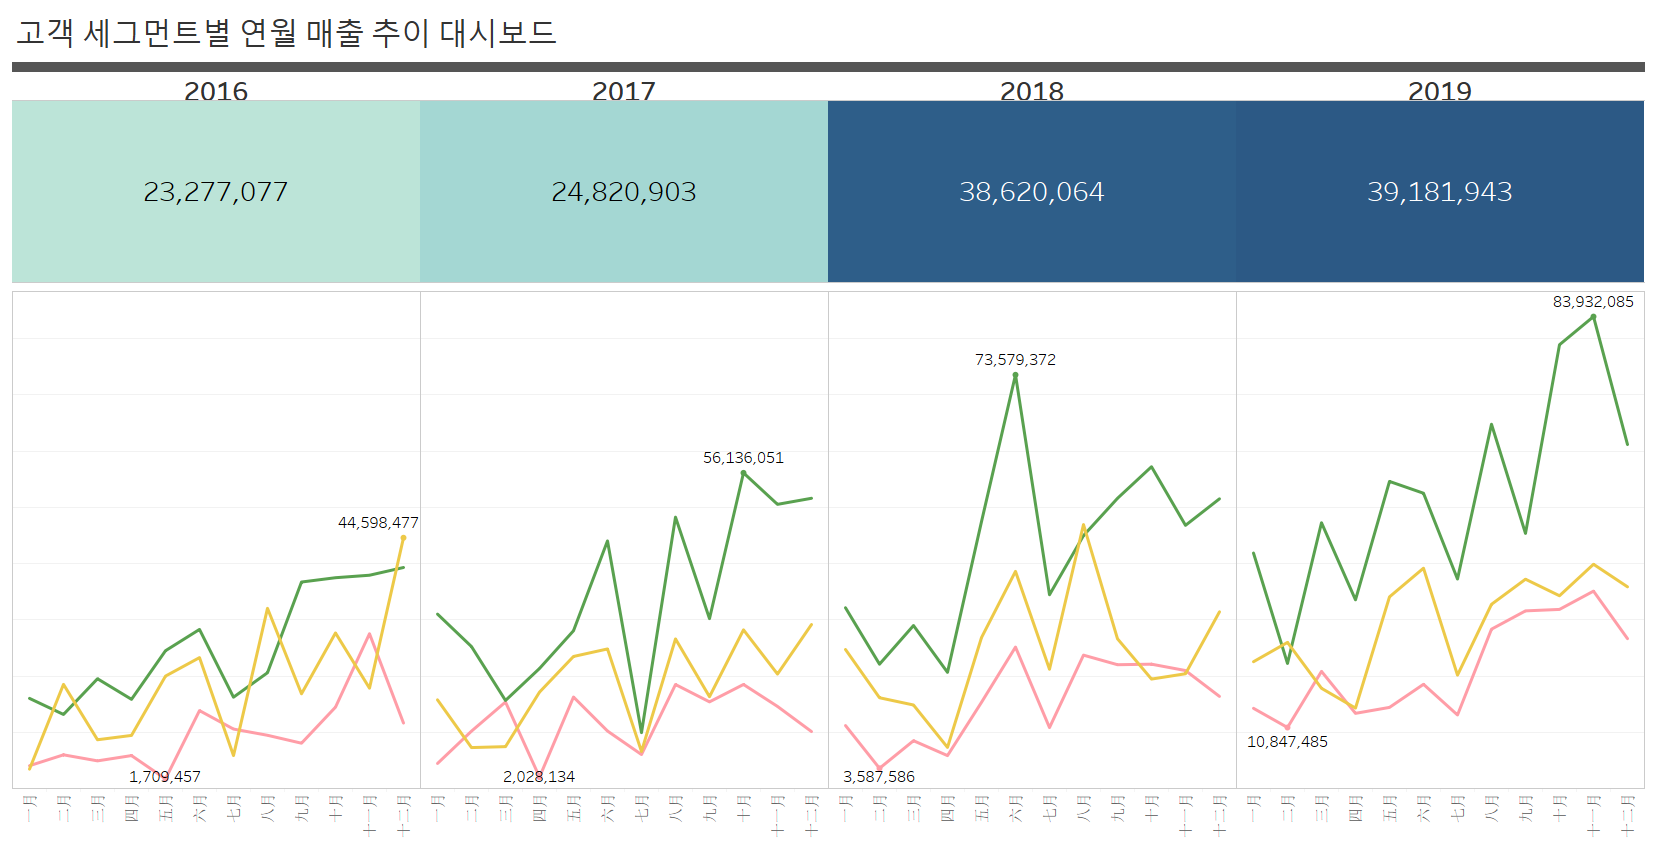 고객 세그먼트별 연월 매출 추이 대시보드
2016 2017 2018 2019
23,277,077 24,820,903 38,620,064 39,181,943
83,932,085
73,579,372
56,136,051
44,598,477
10,847,485
1,709,457 2,028,134 3,587,586
一月 二月 三月 四月 五月 六月 七月 八月 九月 十月 十一月 十二月 一月 二月 三月 四月 五月 六月 七月 八月 九月 十月 十一月 十二月 一月 二月 三月 四月 五月 六月 七月 八月 九月 十月 十一月 十二月 一月 二月 三月 四月 五月 六月 七月 八月 九月 十月 十一月 十二月